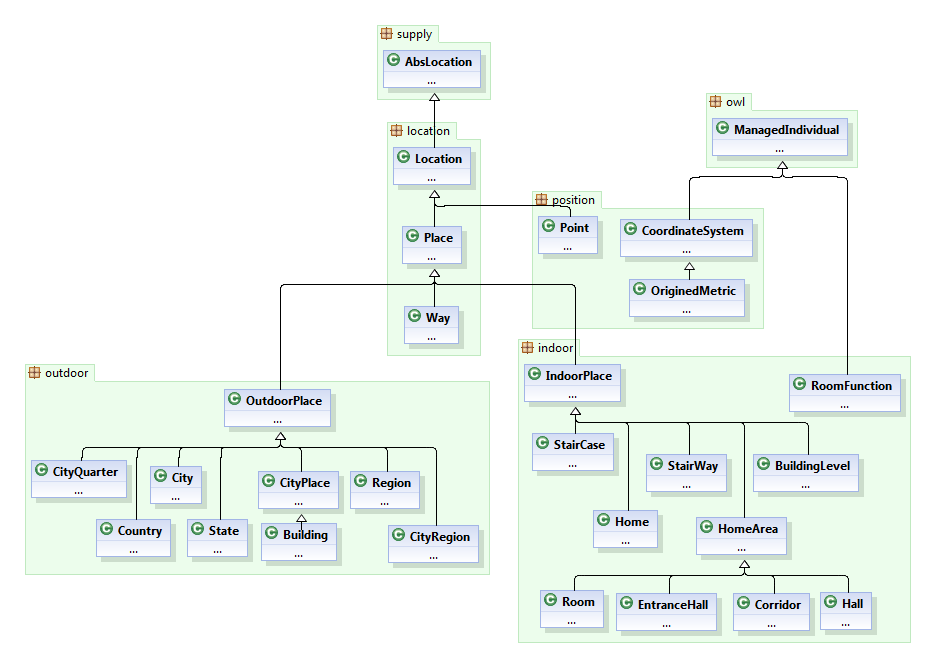 supply
AbsLocation
...
owl
ManagedIndividual
...
location
Location
...
position
Point
...
CoordinateSystem
...
Place
...
OriginedMetric
...
Way
...
indoor
IndoorPlace
...
RoomFunction
...
outdoor
OutdoorPlace
...
StairCase
...
StairWay
...
BuildingLevel
...
CityQuarter
...
City
...
CityPlace
...
Region
...
Country
...
State
...
Building
...
CityRegion
...
Home
...
HomeArea
...
Room
...
EntranceHall
...
Corridor
...
Hall
...